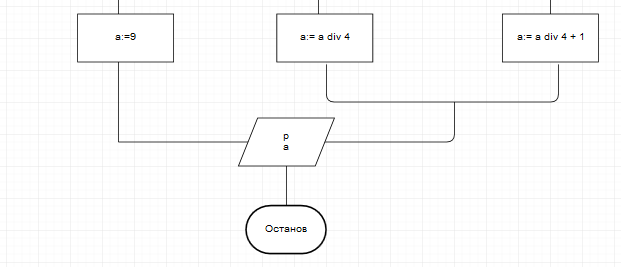 a:=9
a:= a div 4
a:= a div 4 + 1
p
a
Останов